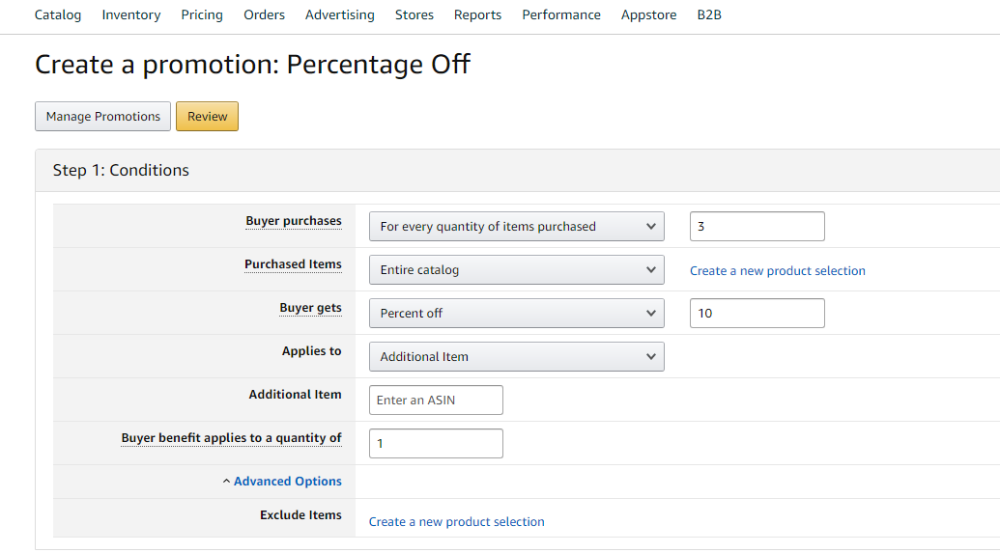 Catalog Inventory Pricing Orders Advertising Stores Reports Performance Appstore B2B
Create a promotion: Percentage Off
Manage Promotions Review
Step 1: Conditions
Buyer purchases For every quantity of items purchased 3
Purchased Items Entire catalog Create a new product selection
Buyer gets Percent off 10
Applies to Additional Item
Additional Item Enter an ASIN
Buyer benefit applies to a quantity of 1
Advanced Options
Exclude Items Create a new product selection